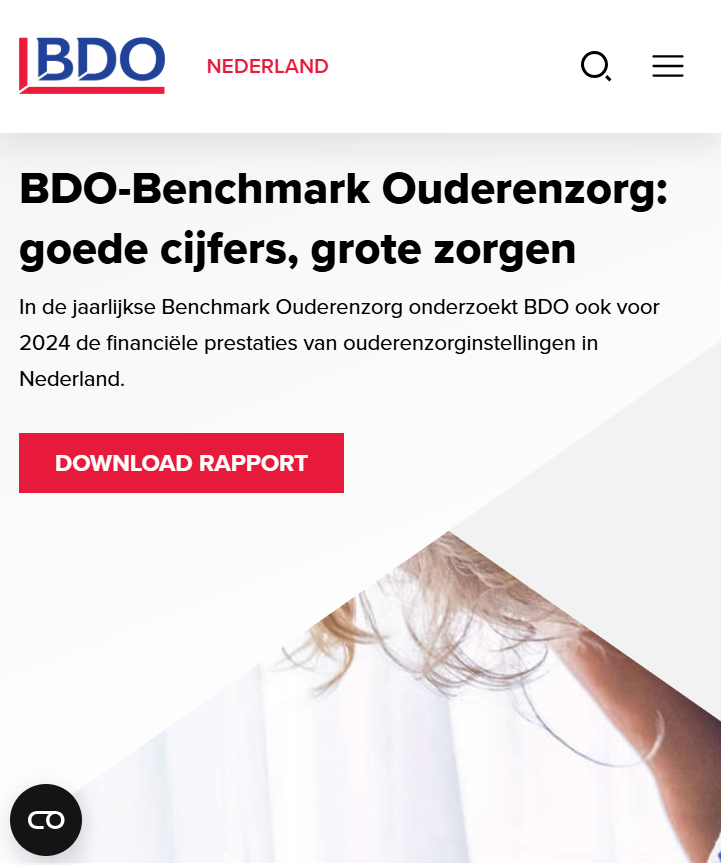 BDO NEDERLAND
BDO-Benchmark Ouderenzorg:
goede cijfers, grote zorgen
In de jaarlijkse Benchmark Ouderenzorg onderzoekt BDO ook voor
2024 de financiële prestaties van ouderenzorginstellingen in
Nederland.
DOWNLOAD RAPPORT